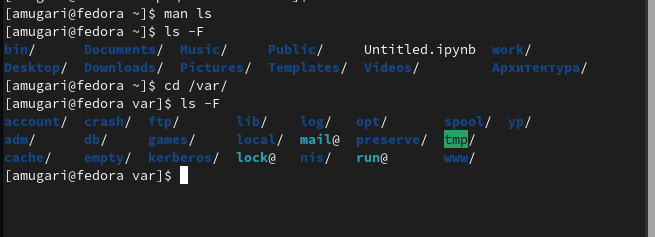 [amugari@fedora ~]$ man ls
[amugari@fedora ~]$ ls -F
bin/ Documents/ Music/ Public/ Untitled.ipynb work/
Desktop/ Downloads/ Pictures/ Templates/ Videos/ Архитектура/
[amugari@fedora ~]$ cd /var/
[amugari@fedora var]$ ls -F
account/ crash/ ftp/ lib/ log/ opt/ spool/ yp/
adm/ db/ games/ local/ mail@ preserve/ tmp/
cache/ empty/ kerberos/ lock@ nis/ run@ www/
[amugari@fedora var]$